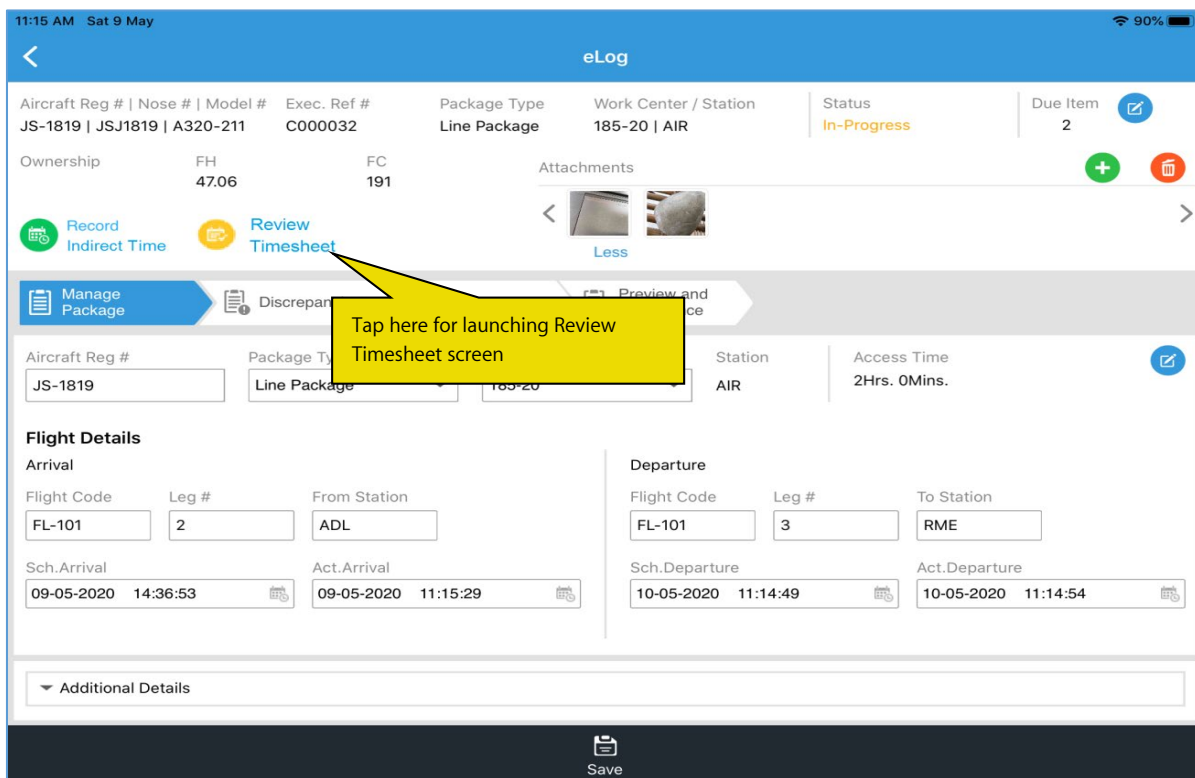 11:15 AM Sat 9 May 90%
eLog
Aircraft Reg # | Nose # | Model # Exec. Ref # Package Type Work Center / Station Status Due Item
JS-1819 | JSJ1819 | A320-211 C000032 Line Package 185-20 | AIR In-Progress 2
Ownership FH FC Attachments
47.06 191
Record
Indirect Time
Review
Timesheet
Less
Manage
Package
Discrepan
Preview and
ce
Tap here for launching Review
Timesheet screen
Aircraft Reg # Package Ty Station Access Time
JS-1819 Line Package 185-20 AIR 2Hrs. 0Mins.
Flight Details
Arrival Departure
Flight Code Leg # From Station Flight Code Leg # To Station
FL-101 2 ADL FL-101 3 RME
Sch.Arrival Act.Arrival Sch.Departure Act.Departure
09-05-2020 14:36:53 09-05-2020 11:15:29 10-05-2020 11:14:49 10-05-2020 11:14:54
Additional Details
Save